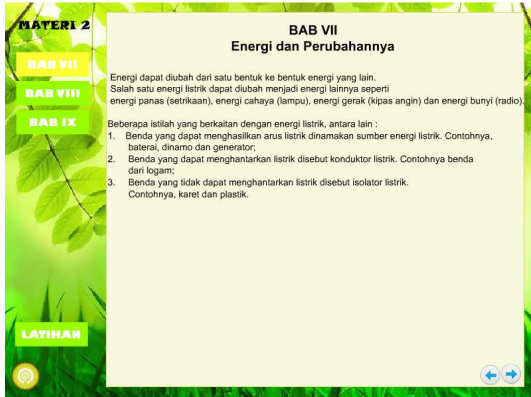 MATERI 2
BAB VII
BAB VIII
BAB IX
LATIHAN
BAB VII
Energi dan Perubahannya
Energi dapat diubah dari satu bentuk ke bentuk energi yang lain.
Salah satu energi listrik dapat diubah menjadi energi lainnya seperti
energi panas (setrikaan), energi cahaya (lampu), energi gerak (kipas angin) dan energi bunyi (radio).
Beberapa istilah yang berkaitan dengan energi listrik, antara lain :
1. Benda yang dapat menghasilkan arus listrik dinamakan sumber energi listrik. Contohnya,
baterai, dinamo dan generator;
2. Benda yang dapat menghantarkan listrik disebut konduktor listrik. Contohnya benda
dari logam;
3. Benda yang tidak dapat menghantarkan listrik disebut isolator listrik.
Contohnya, karet dan plastik.